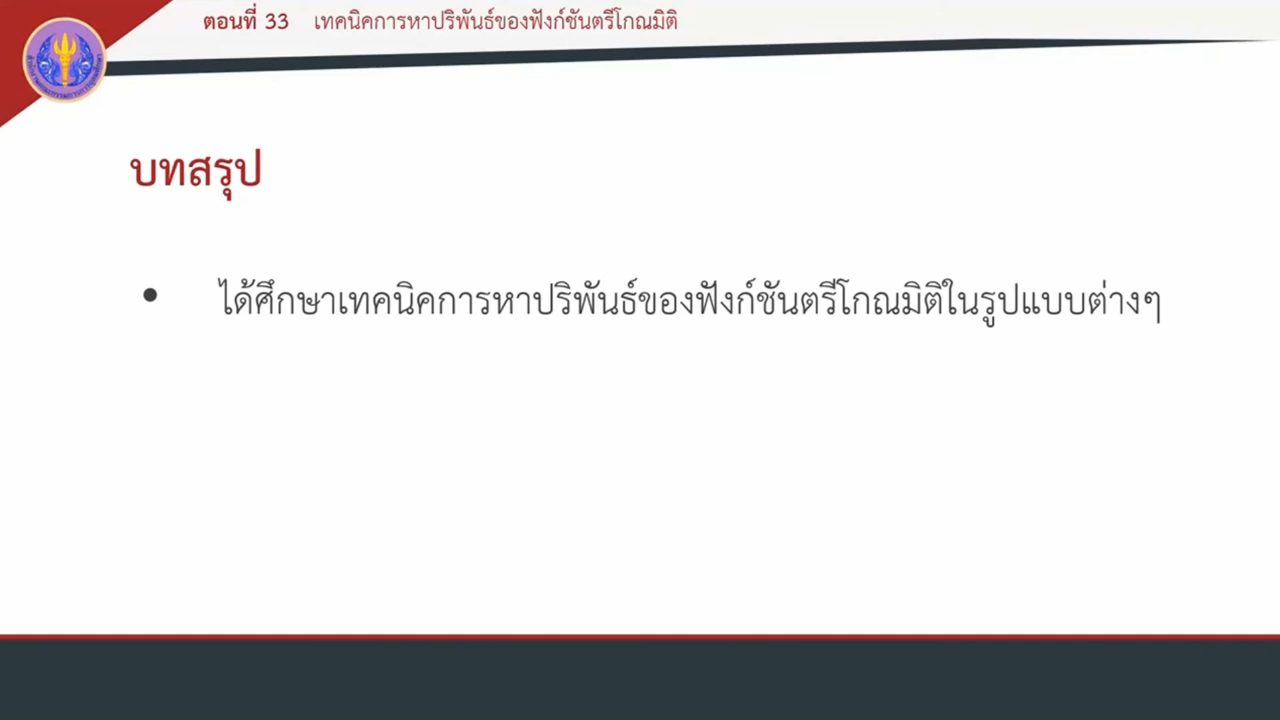 ตอนที่ 33 เทคนิคการหาปริพันธ์ของฟังก์ชันตรีโกณมิติ
บทสรุป
• ได้ศึกษาเทคนิคการหาปริพันธ์ของฟังก์ชันตรีโกณมิติในรูปแบบต่างๆ